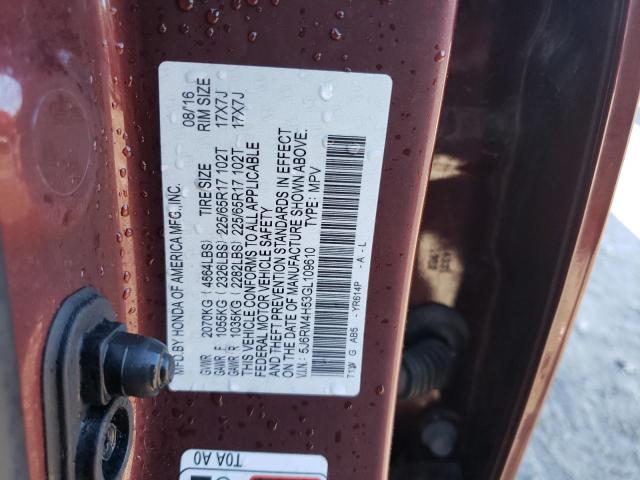 MFD. BY HONDA OF AMERICA MFG., INC. 08/16
TIRE SIZE RIM SIZE
GVWR 2070KG ( 4564LBS)
GAWR F 1055KG ( 2326LBS) 225/65R17 102T 17X7J
GAWR R 1035KG ( 2282LBS) 225/65R17 102T 17X7J
THIS VEHICLE CONFORMS TO ALL APPLICABLE
FEDERAL MOTOR VEHICLE SAFETY
AND THEFT PREVENTION STANDARDS IN EFFECT
ON THE DATE OF MANUFACTURE SHOWN ABOVE.
V.I.N.: 5J6RM4H53GL109610 TYPE: MPV
G AB5 - YR614P - A - L
T0A A0